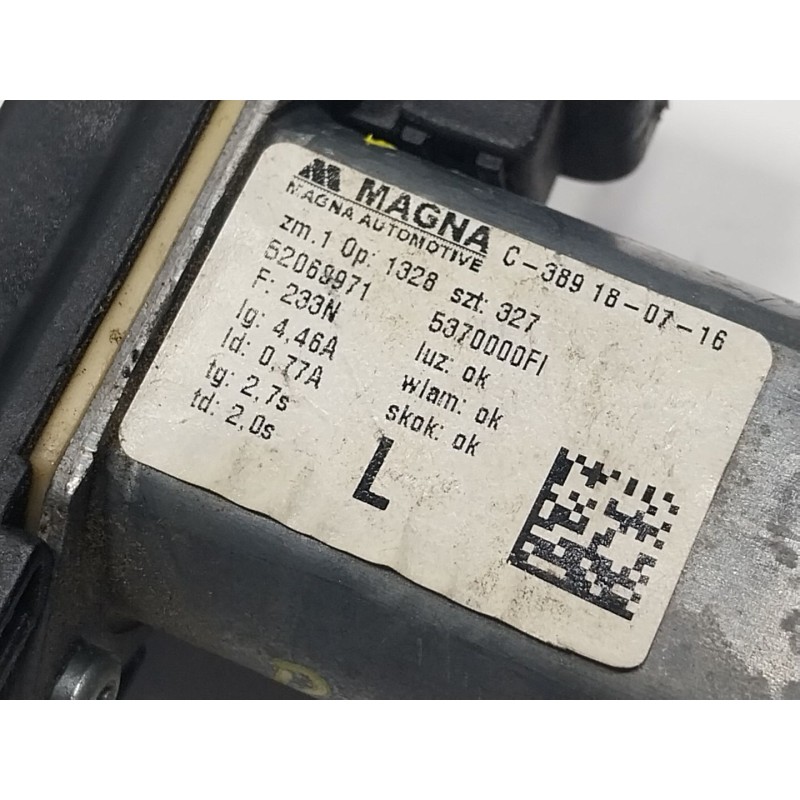 MAGNA
MAGNA AUTOMOTIVE C-389 18-07-16
zm.1 Op: 1328 szt: 327
52069971 5370000FI
F: 233N luz: ok
Ig: 4,46A wlam: ok
Id: 0,77A skok: ok
tg: 2,7s
td: 2,0s
L